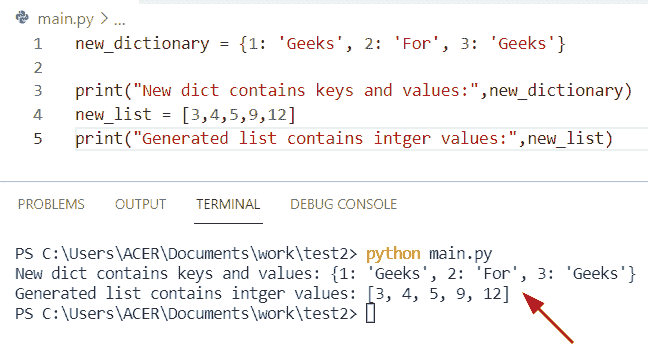 main.py > ...
1 new_dictionary = {1: 'Geeks', 2: 'For', 3: 'Geeks'}
2
3 print("New dict contains keys and values:",new_dictionary)
4 new_list = [3,4,5,9,12]
5 print("Generated list contains intger values:",new_list)
PROBLEMS OUTPUT TERMINAL DEBUG CONSOLE
PS C:\Users\ACER\Documents\work\test2> python main.py
New dict contains keys and values: {1: 'Geeks', 2: 'For', 3: 'Geeks'}
Generated list contains intger values: [3, 4, 5, 9, 12]
PS C:\Users\ACER\Documents\work\test2>